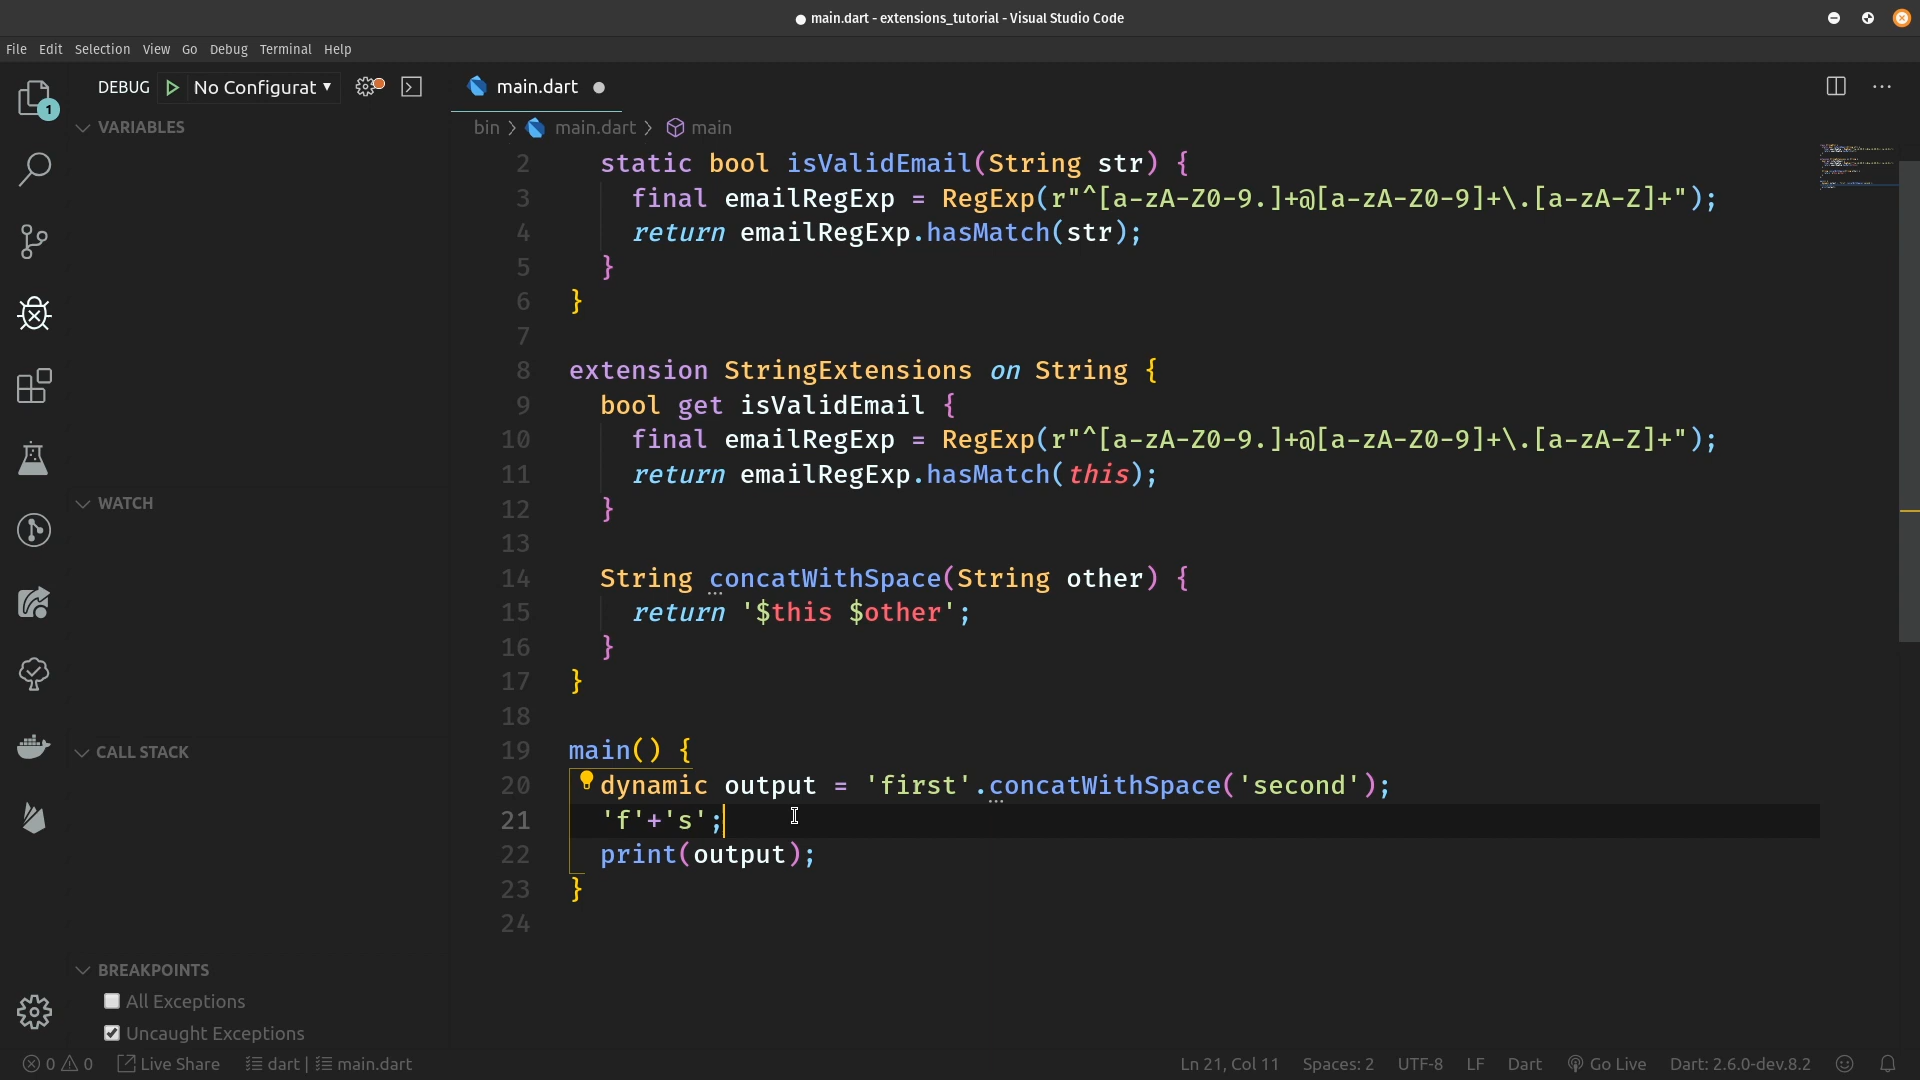 main.dart - extensions_tutorial - Visual Studio Code
File Edit Selection View Go Debug Terminal Help
DEBUG No Configurat
main.dart
1
VARIABLES
bin > main.dart > main
2 static bool isValidEmail(String str) {
3 final emailRegExp = RegExp(r"^[a-zA-Z0-9.]+@[a-zA-Z0-9]+\.[a-zA-Z]+");
4 return emailRegExp.hasMatch(str);
5 }
6 }
7
8 extension StringExtensions on String {
9 bool get isValidEmail {
10 final emailRegExp = RegExp(r"^[a-zA-Z0-9.]+@[a-zA-Z0-9]+\.[a-zA-Z]+");
11 return emailRegExp.hasMatch(this);
12 }
WATCH
13
14 String concatWithSpace(String other) {
15 return '$this $other';
16 }
17 }
18
19 main() {
CALL STACK
20 dynamic output = 'first'.concatWithSpace('second');
21 'f'+'s';
22 print(output);
23 }
24
BREAKPOINTS
All Exceptions
Uncaught Exceptions
0 0 Live Share dart | main.dart Ln 21, Col 11 Spaces: 2 UTF-8 LF Dart Go Live Dart: 2.6.0-dev.8.2